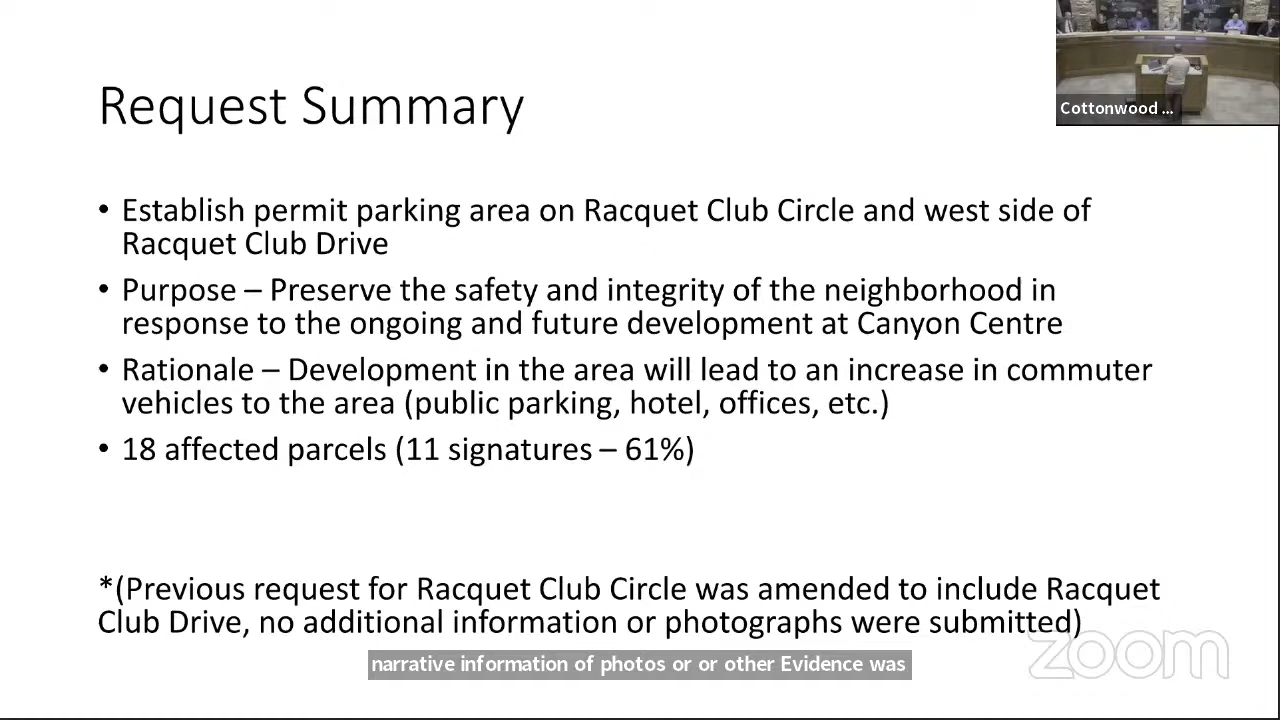 Cottonwood ...
Request Summary
• Establish permit parking area on Racquet Club Circle and west side of
Racquet Club Drive
• Purpose – Preserve the safety and integrity of the neighborhood in
response to the ongoing and future development at Canyon Centre
• Rationale – Development in the area will lead to an increase in commuter
vehicles to the area (public parking, hotel, offices, etc.)
• 18 affected parcels (11 signatures – 61%)
*(Previous request for Racquet Club Circle was amended to include Racquet
Club Drive, no additional information or photographs were submitted)
zoom
narrative information of photos or or other Evidence was